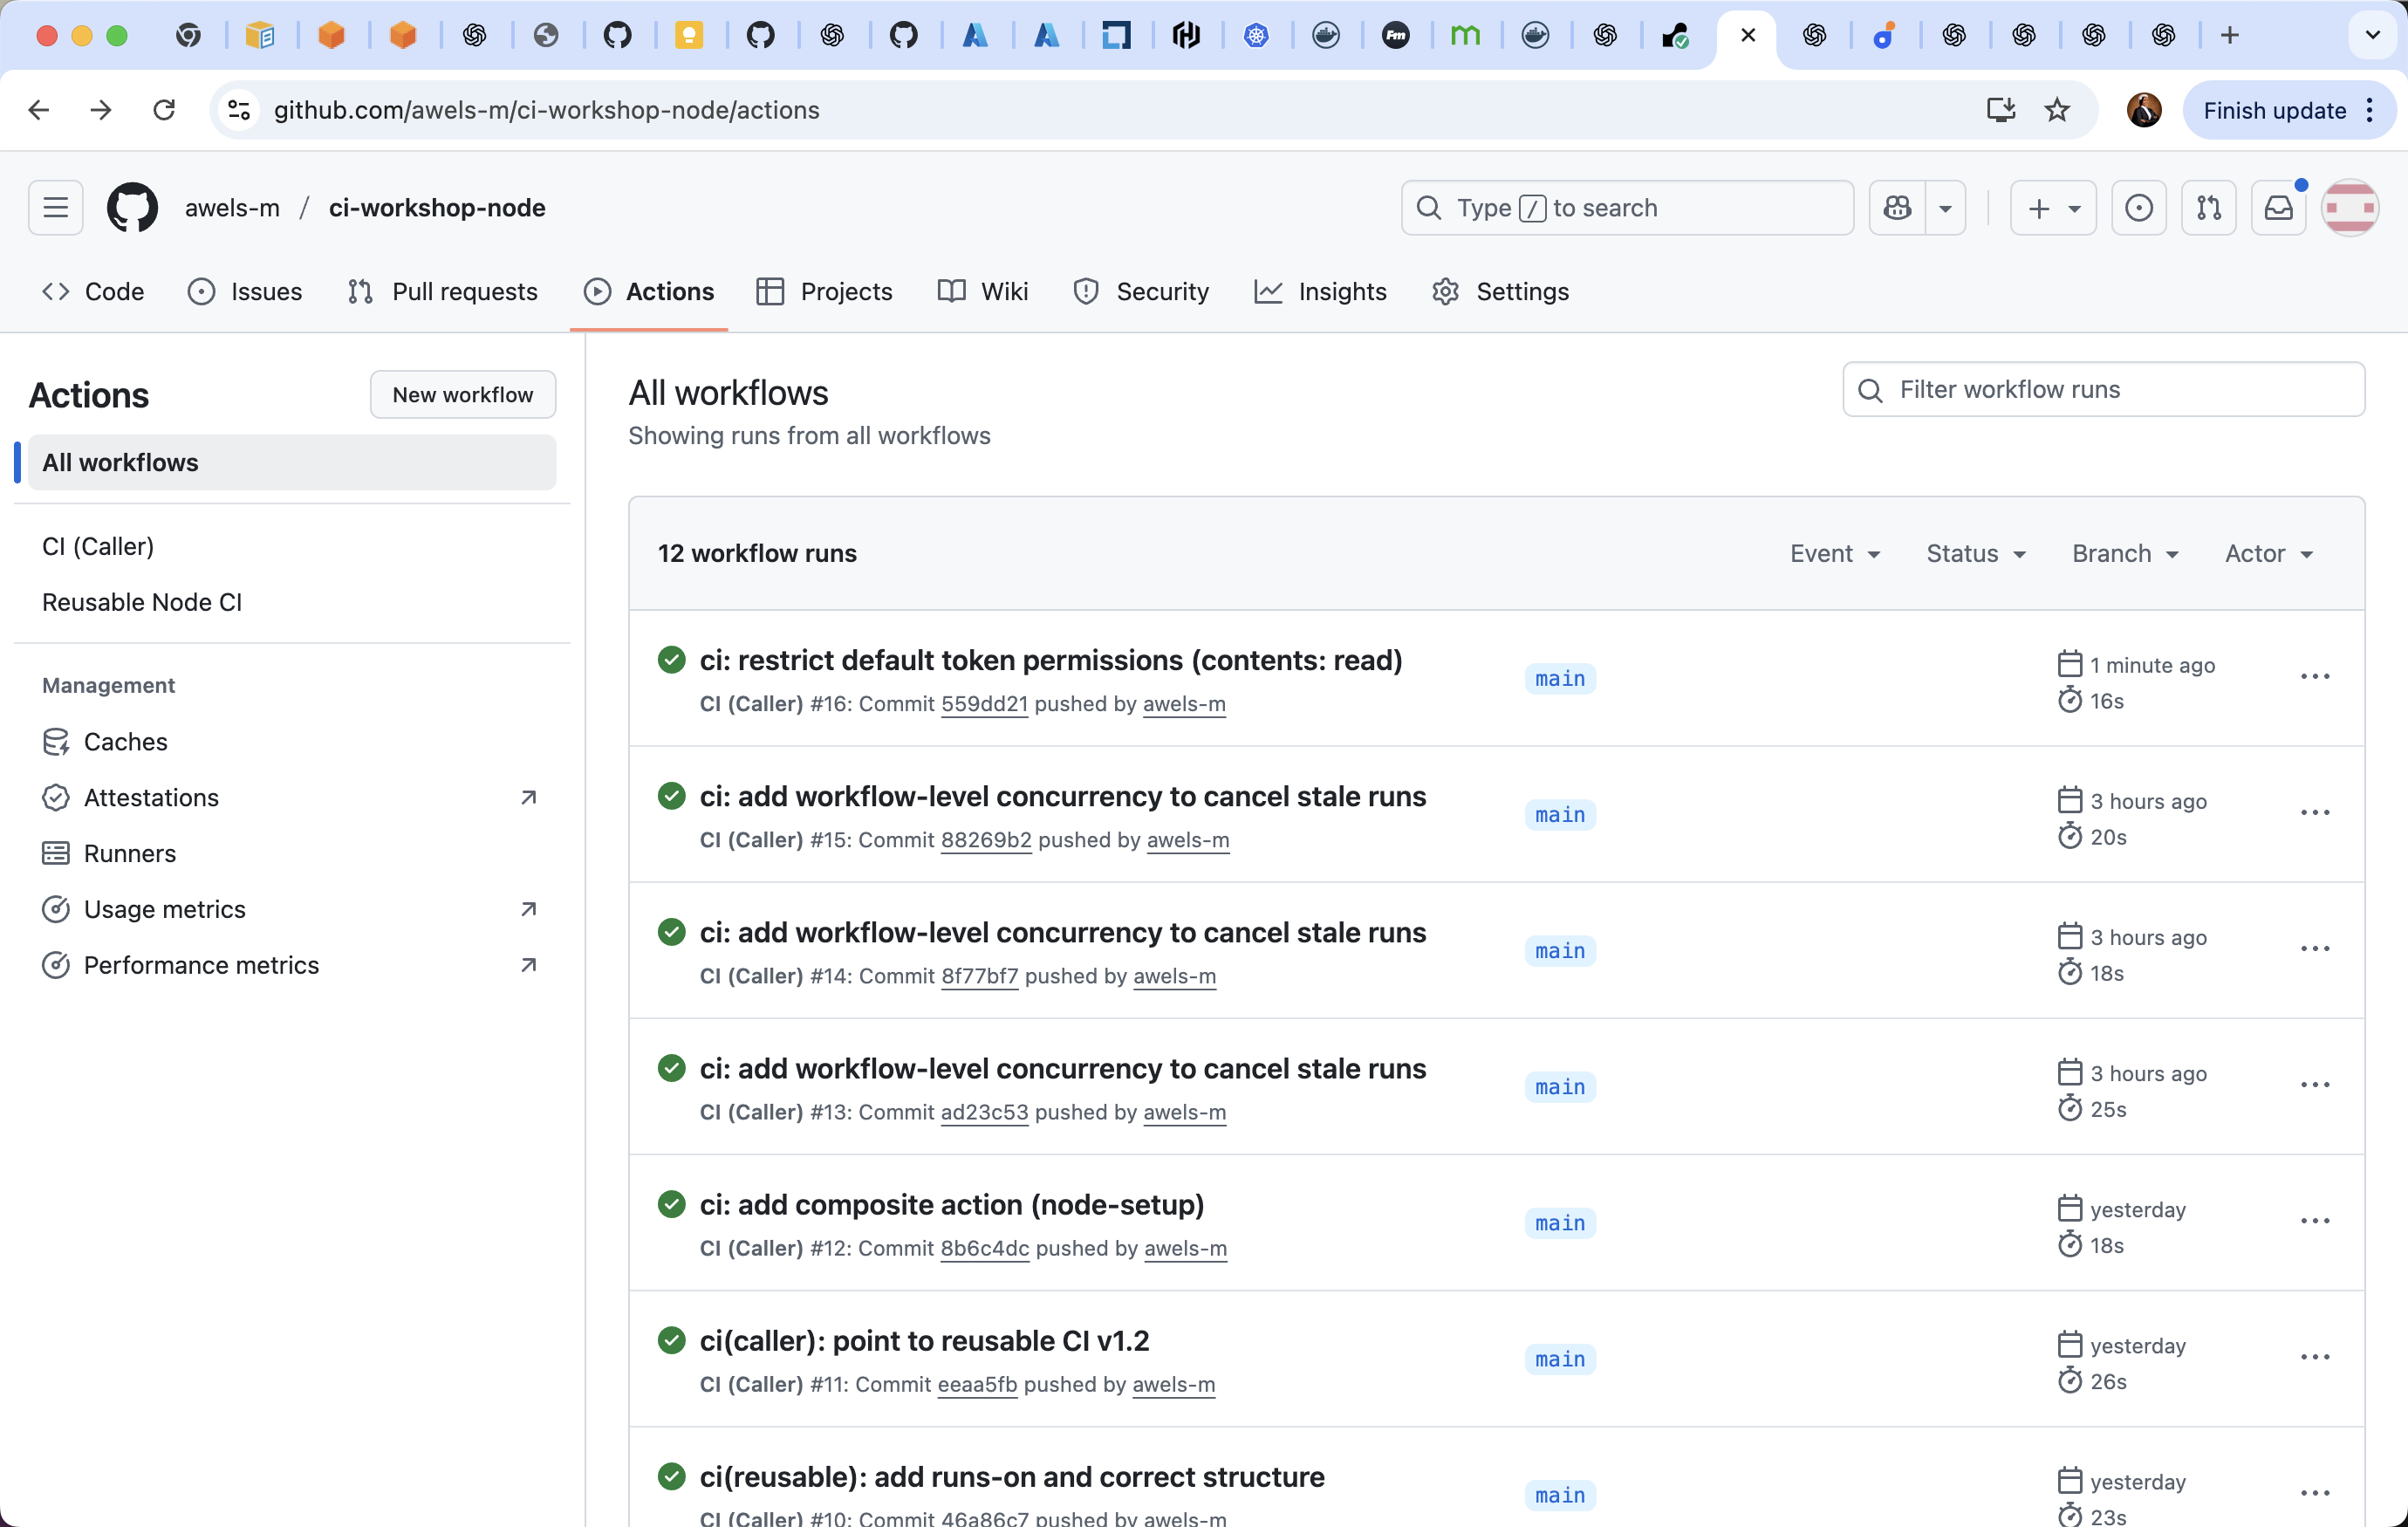 Fm
github.com/awels-m/ci-workshop-node/actions
Finish update
awels-m / ci-workshop-node
Type / to search
Code
Issues
Pull requests
Actions
Projects
Wiki
Security
Insights
Settings
Actions
New workflow
All workflows
CI (Caller)
Reusable Node CI
Management
Caches
Attestations
Runners
Usage metrics
Performance metrics
All workflows
Showing runs from all workflows
Filter workflow runs
12 workflow runs
Event
Status
Branch
Actor
ci: restrict default token permissions (contents: read)
CI (Caller) #16: Commit 559dd21 pushed by awels-m
main
1 minute ago
16s
ci: add workflow-level concurrency to cancel stale runs
CI (Caller) #15: Commit 88269b2 pushed by awels-m
main
3 hours ago
20s
ci: add workflow-level concurrency to cancel stale runs
CI (Caller) #14: Commit 8f77bf7 pushed by awels-m
main
3 hours ago
18s
ci: add workflow-level concurrency to cancel stale runs
CI (Caller) #13: Commit ad23c53 pushed by awels-m
main
3 hours ago
25s
ci: add composite action (node-setup)
CI (Caller) #12: Commit 8b6c4dc pushed by awels-m
main
yesterday
18s
ci(caller): point to reusable CI v1.2
CI (Caller) #11: Commit eeaa5fb pushed by awels-m
main
yesterday
26s
ci(reusable): add runs-on and correct structure
CI (Caller) #10: Commit 46a86c7 pushed by awels-m
main
yesterday
23s